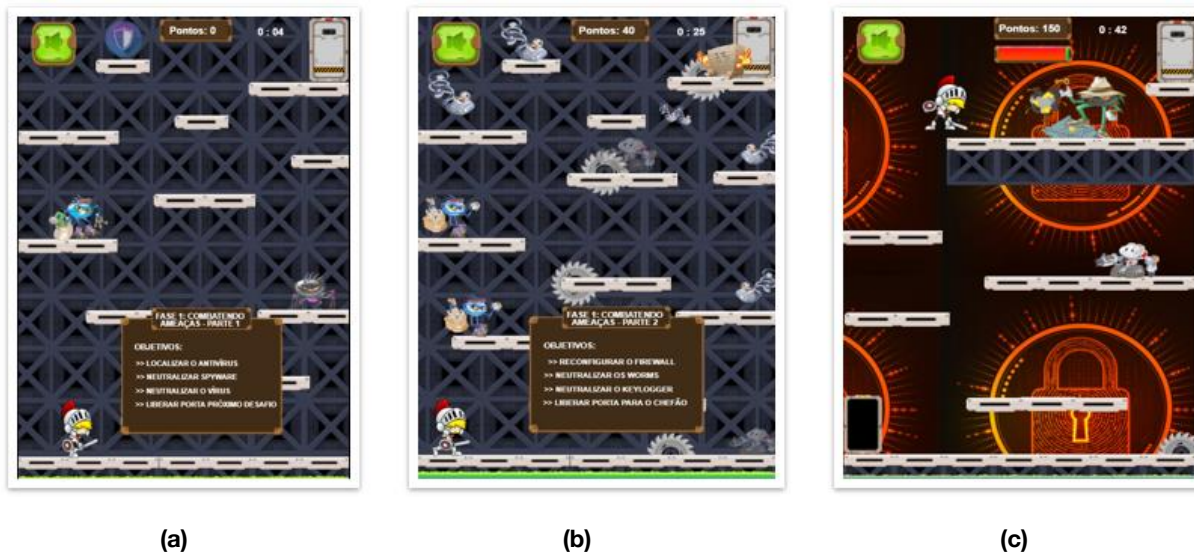 Pontos: 0
0 : 04
FASE 1: COMBATENDO
AMEAÇAS - PARTE 1
OBJETIVOS:
>> LOCALIZAR O ANTIVÍRUS
>> NEUTRALIZAR SPYWARE
>> NEUTRALIZAR O VÍRUS
>> LIBERAR PORTA PRÓXIMO DESAFIO
(a)
Pontos: 40
0 : 25
FASE 1: COMBATENDO
AMEAÇAS - PARTE 2
OBJETIVOS:
>> RECONFIGURAR O FIREWALL
>> NEUTRALIZAR OS WORMS
>> NEUTRALIZAR O KEYLOGGER
>> LIBERAR PORTA PARA O CHEFÃO
(b)
Pontos: 150
0 : 42
(c)